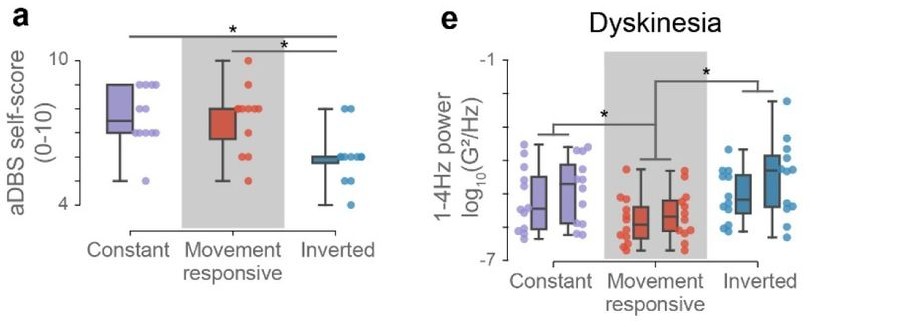 a
*
*
10
aDBS self-score
(0-10)
4
Constant
Movement
responsive
Inverted
e
Dyskinesia
-1
*
*
1-4Hz power
log₁₀(G²/Hz)
-7
Constant
Movement
responsive
Inverted